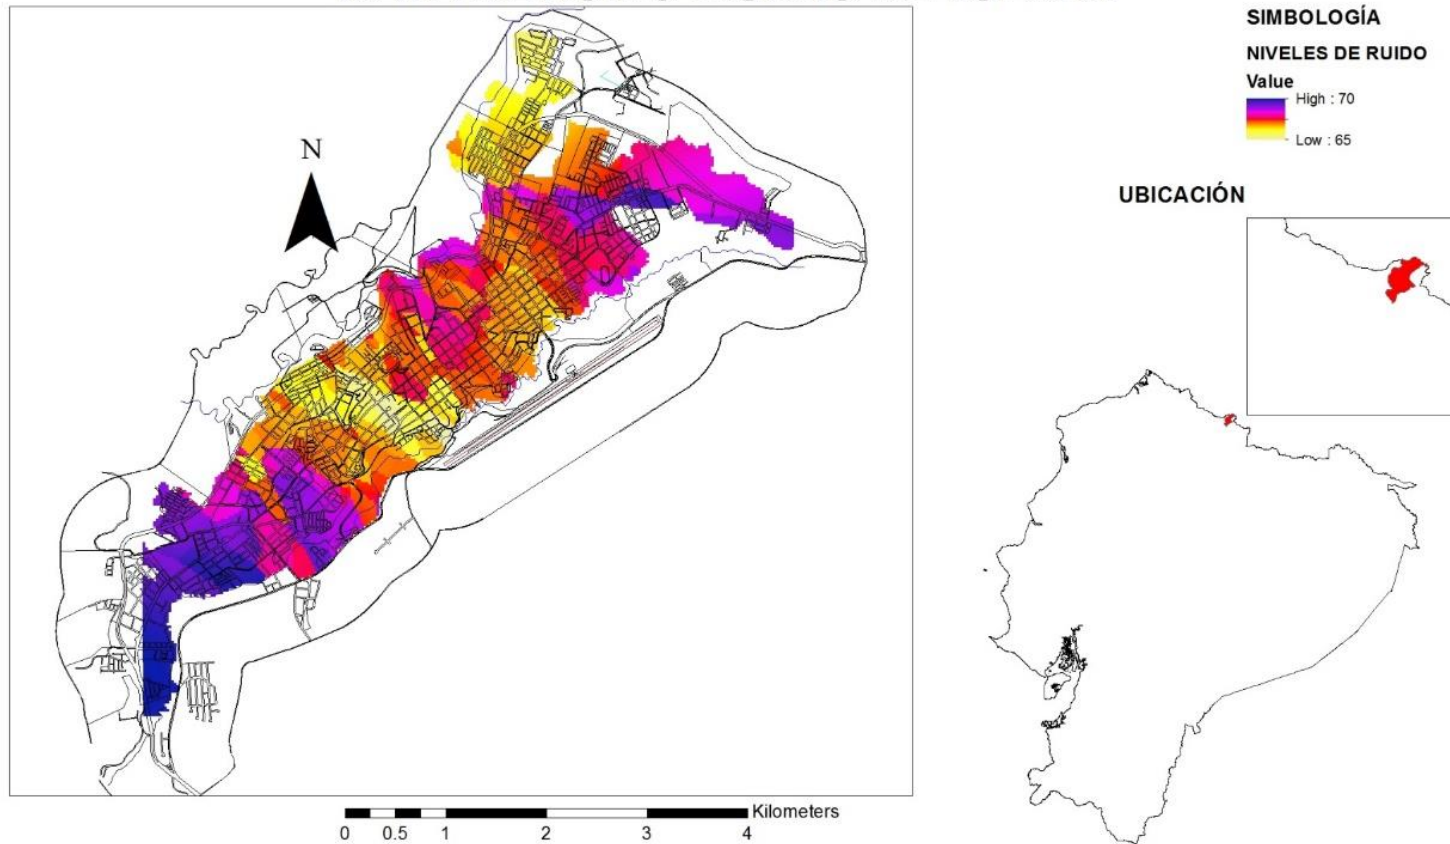 SIMBOLOGÍA
NIVELES DE RUIDO
Value
High : 70
Low : 65
N
UBICACIÓN
Kilometers
0 0.5 1 2 3 4